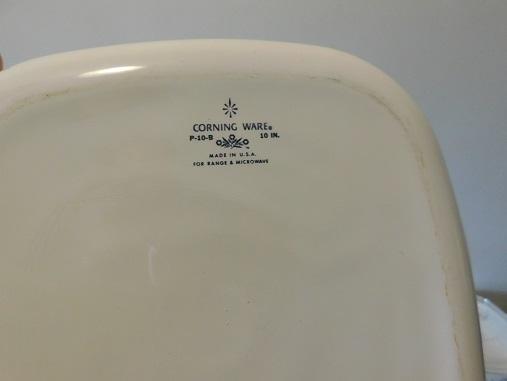 CORNING WARE®
P-10-B 10 IN.
MADE IN U.S.A.
FOR RANGE & MICROWAVE